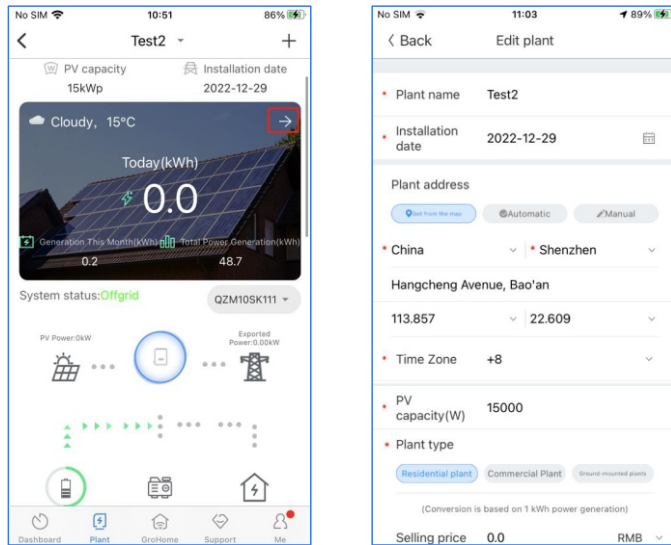 No SIM 10:51 86%
Test2
PV capacity Installation date
15kWp 2022-12-29
Cloudy, 15°C
Today(kWh)
0.0
Generation This Month(kWh) Total Power Generation(kWh)
0.2 48.7
System status:Offgrid QZM10SK111
PV Power:0kW Exported
Power:0.00kW
Dashboard Plant GroHome Support Me
No SIM 11:03 89%
Back Edit plant
* Plant name Test2
* Installation
date 2022-12-29
Plant address
Get from the map Automatic Manual
* China * Shenzhen
Hangcheng Avenue, Bao'an
113.857 22.609
* Time Zone +8
* PV
capacity(W) 15000
* Plant type
Residential plant Commercial Plant Ground-mounted plants
(Conversion is based on 1 kWh power generation)
Selling price 0.0 RMB